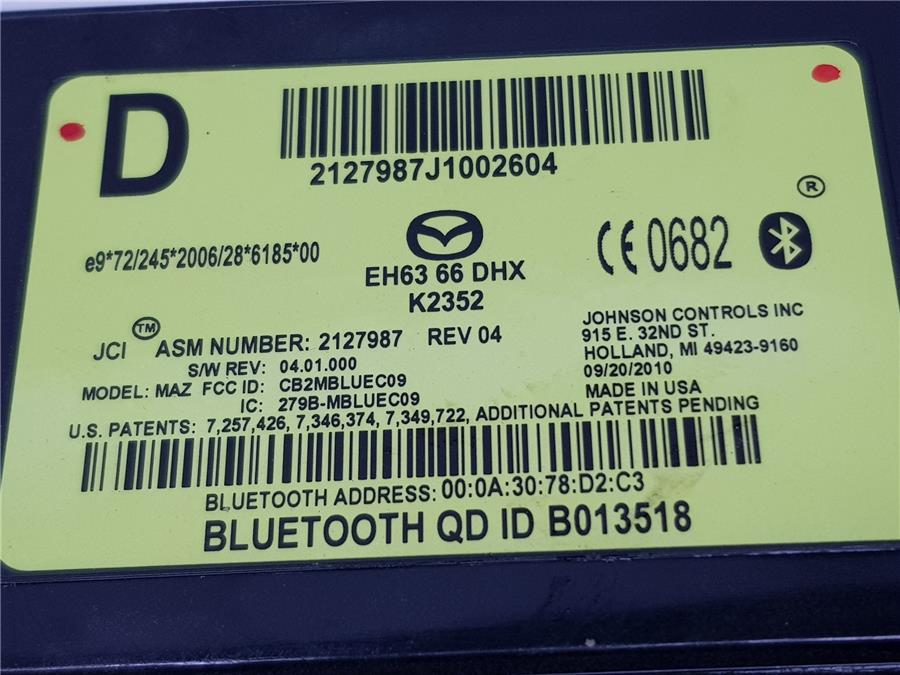 D
2127987J1002604
®
e9*72/245*2006/28*6185*00
EH63 66 DHX
K2352
CE 0682
JCI ™ ASM NUMBER: 2127987 REV 04
S/W REV: 04.01.000
MODEL: MAZ FCC ID: CB2MBLUEC09
IC: 279B-MBLUEC09
JOHNSON CONTROLS INC
915 E. 32ND ST.
HOLLAND, MI 49423-9160
09/20/2010
MADE IN USA
U.S. PATENTS: 7,257,426, 7,346,374, 7,349,722, ADDITIONAL PATENTS PENDING
BLUETOOTH ADDRESS: 00:0A:30:78:D2:C3
BLUETOOTH QD ID B013518